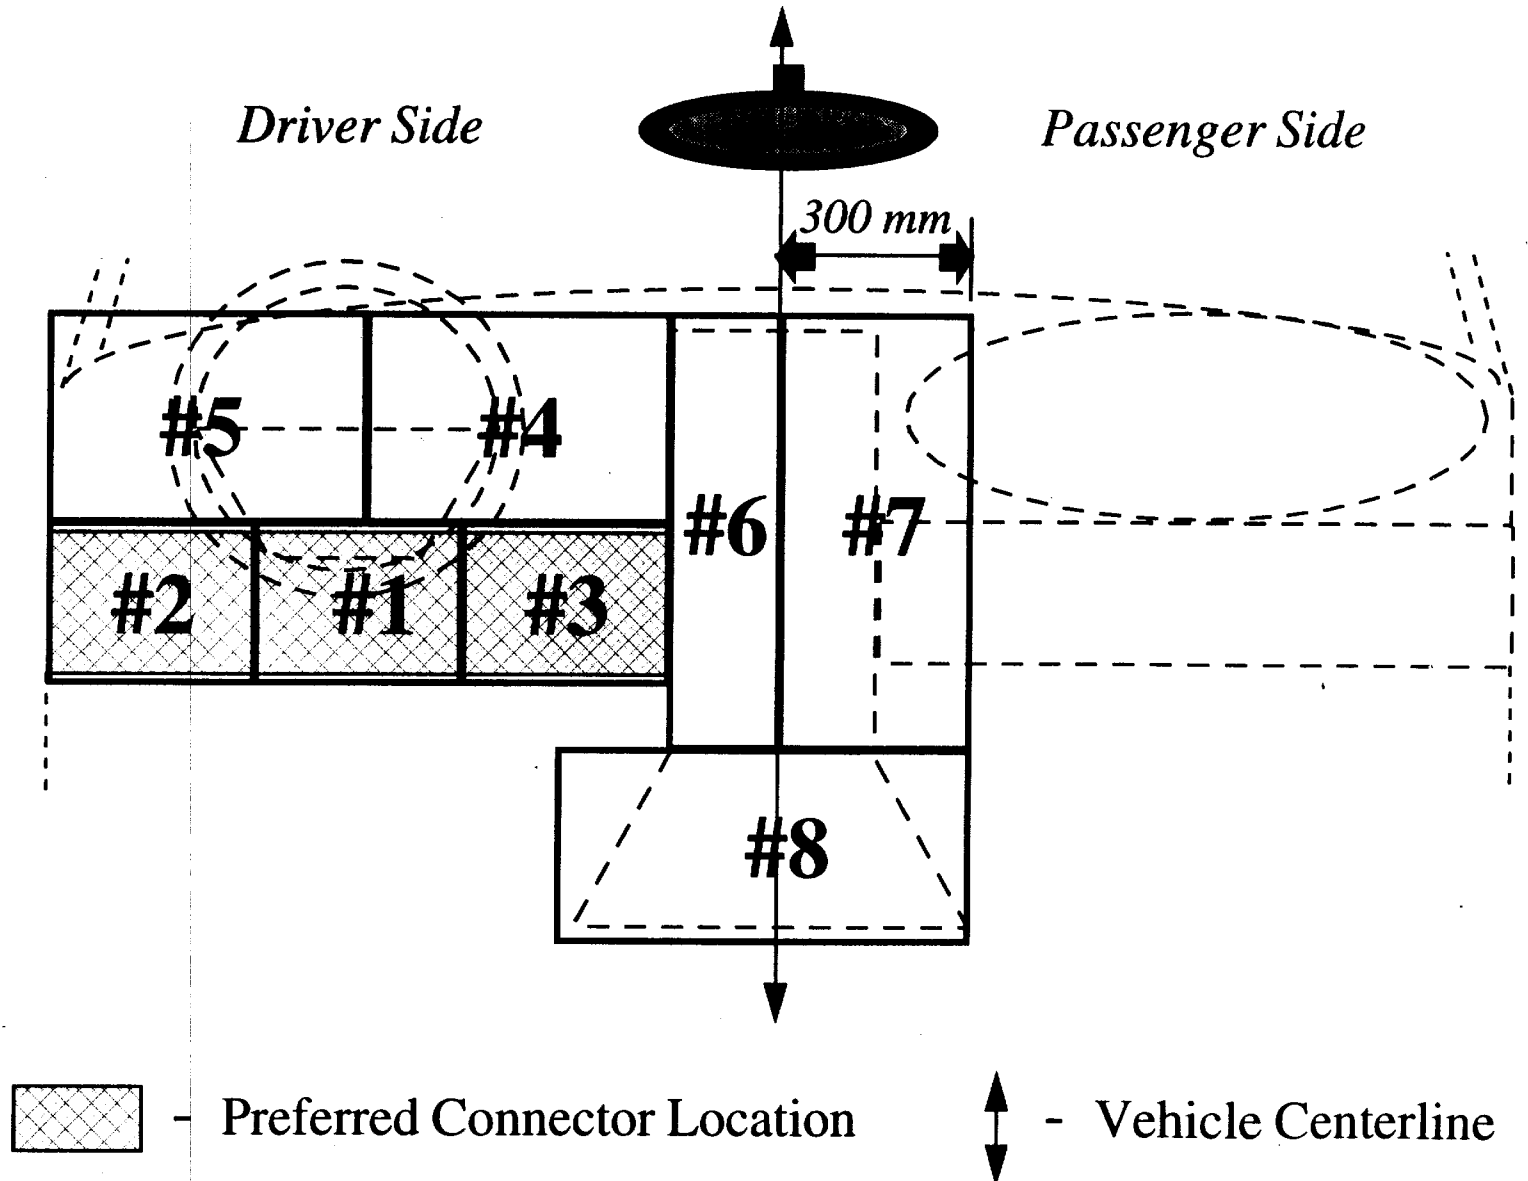 Driver Side
Passenger Side
300 mm
#5
#4
#6
#7
#2
#1
#3
#8
- Preferred Connector Location
- Vehicle Centerline